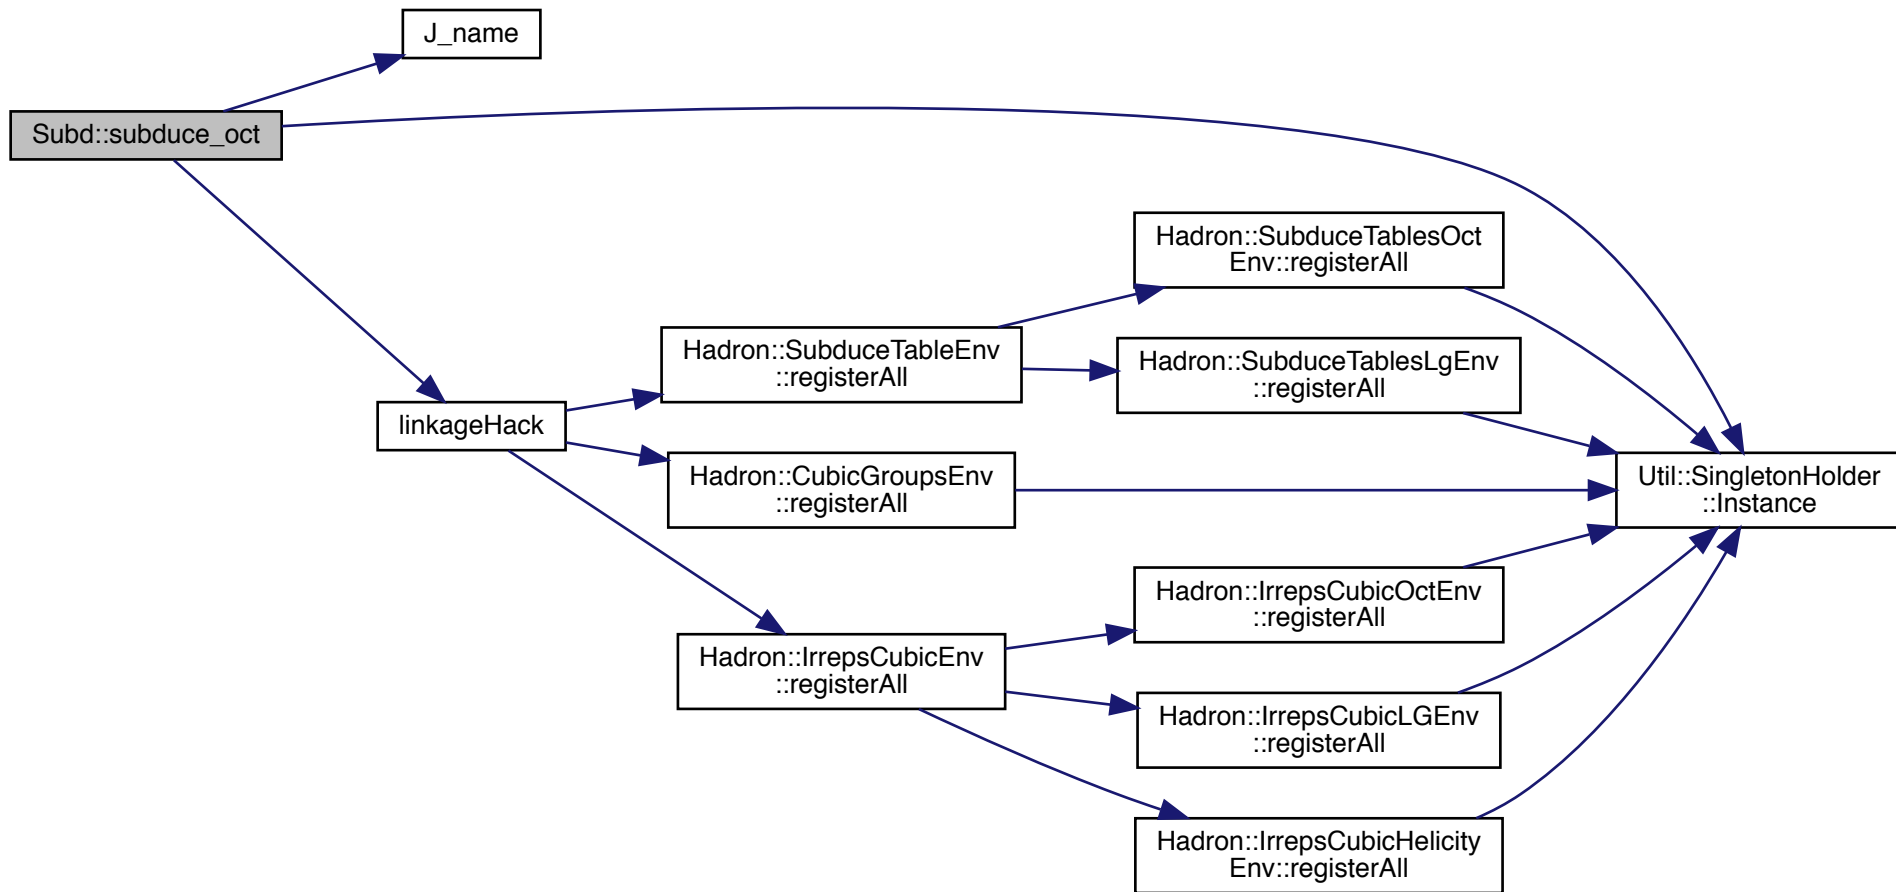 J_name
Subd::subduce_oct
Hadron::SubduceTablesOct
Env::registerAll
Hadron::SubduceTableEnv
::registerAll
Hadron::SubduceTablesLgEnv
::registerAll
linkageHack
Hadron::CubicGroupsEnv
::registerAll
Util::SingletonHolder
::Instance
Hadron::IrrepsCubicOctEnv
::registerAll
Hadron::IrrepsCubicEnv
::registerAll
Hadron::IrrepsCubicLGEnv
::registerAll
Hadron::IrrepsCubicHelicity
Env::registerAll